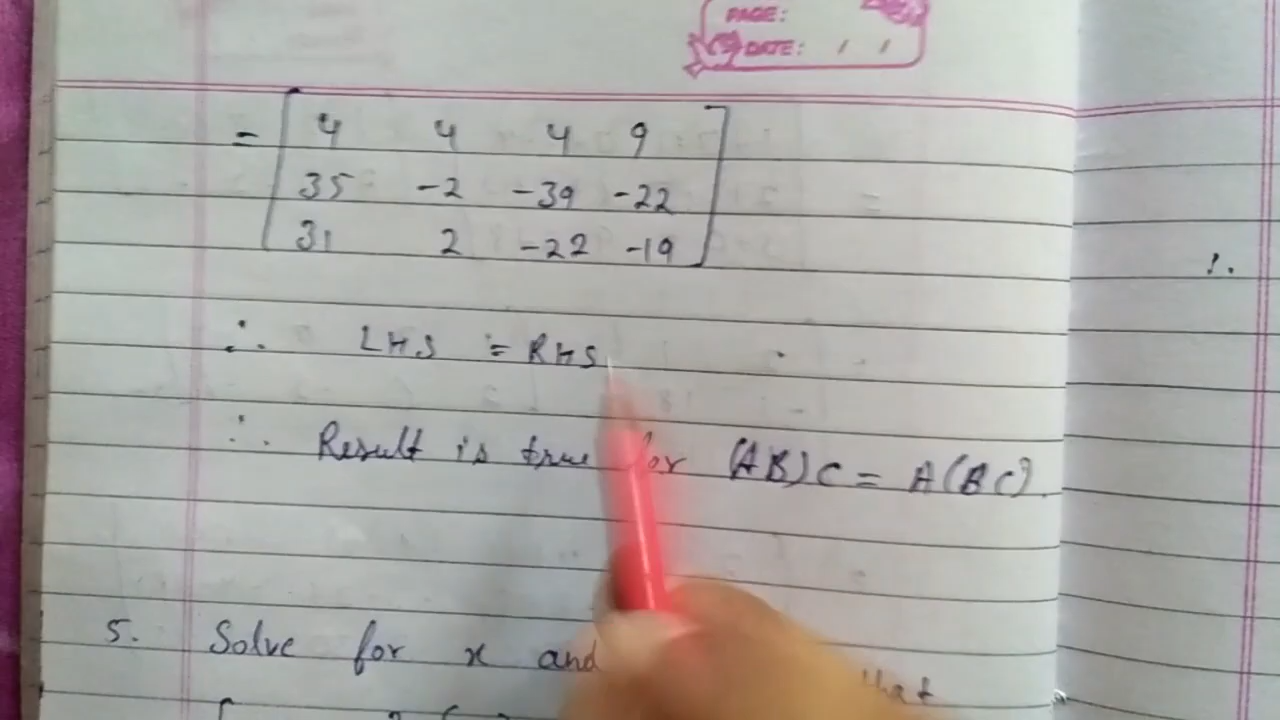 PAGE:
DATE: / /
= [ 4 4 4 9
35 -2 -39 -22
31 2 -22 -19 ]
∴ LHS = RHS
∴ Result is true for (AB)C = A(BC).
5. Solve for x and that